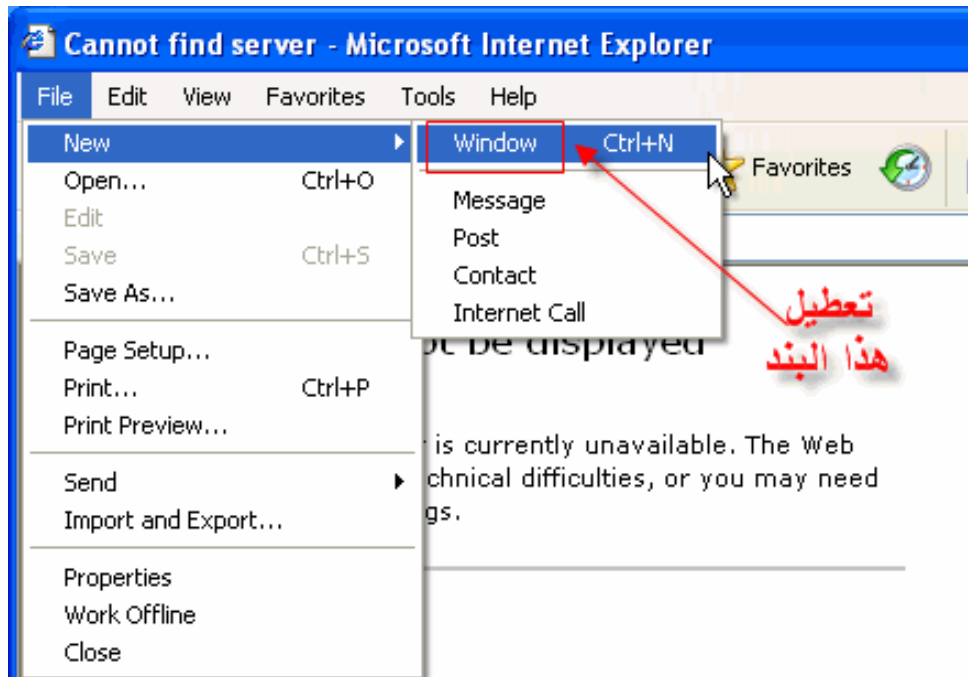 Cannot find server - Microsoft Internet Explorer
File Edit View Favorites Tools Help
New
Window Ctrl+N
Favorites
Open... Ctrl+O
Message
Edit
Post
Save Ctrl+S
Contact
Save As...
Internet Call
تعطيل
هذا البند
Page Setup...
be displayed
Print... Ctrl+P
Print Preview...
is currently unavailable. The Web
Send
difficulties, or you may need
Import and Export...
Properties
Work Offline
Close